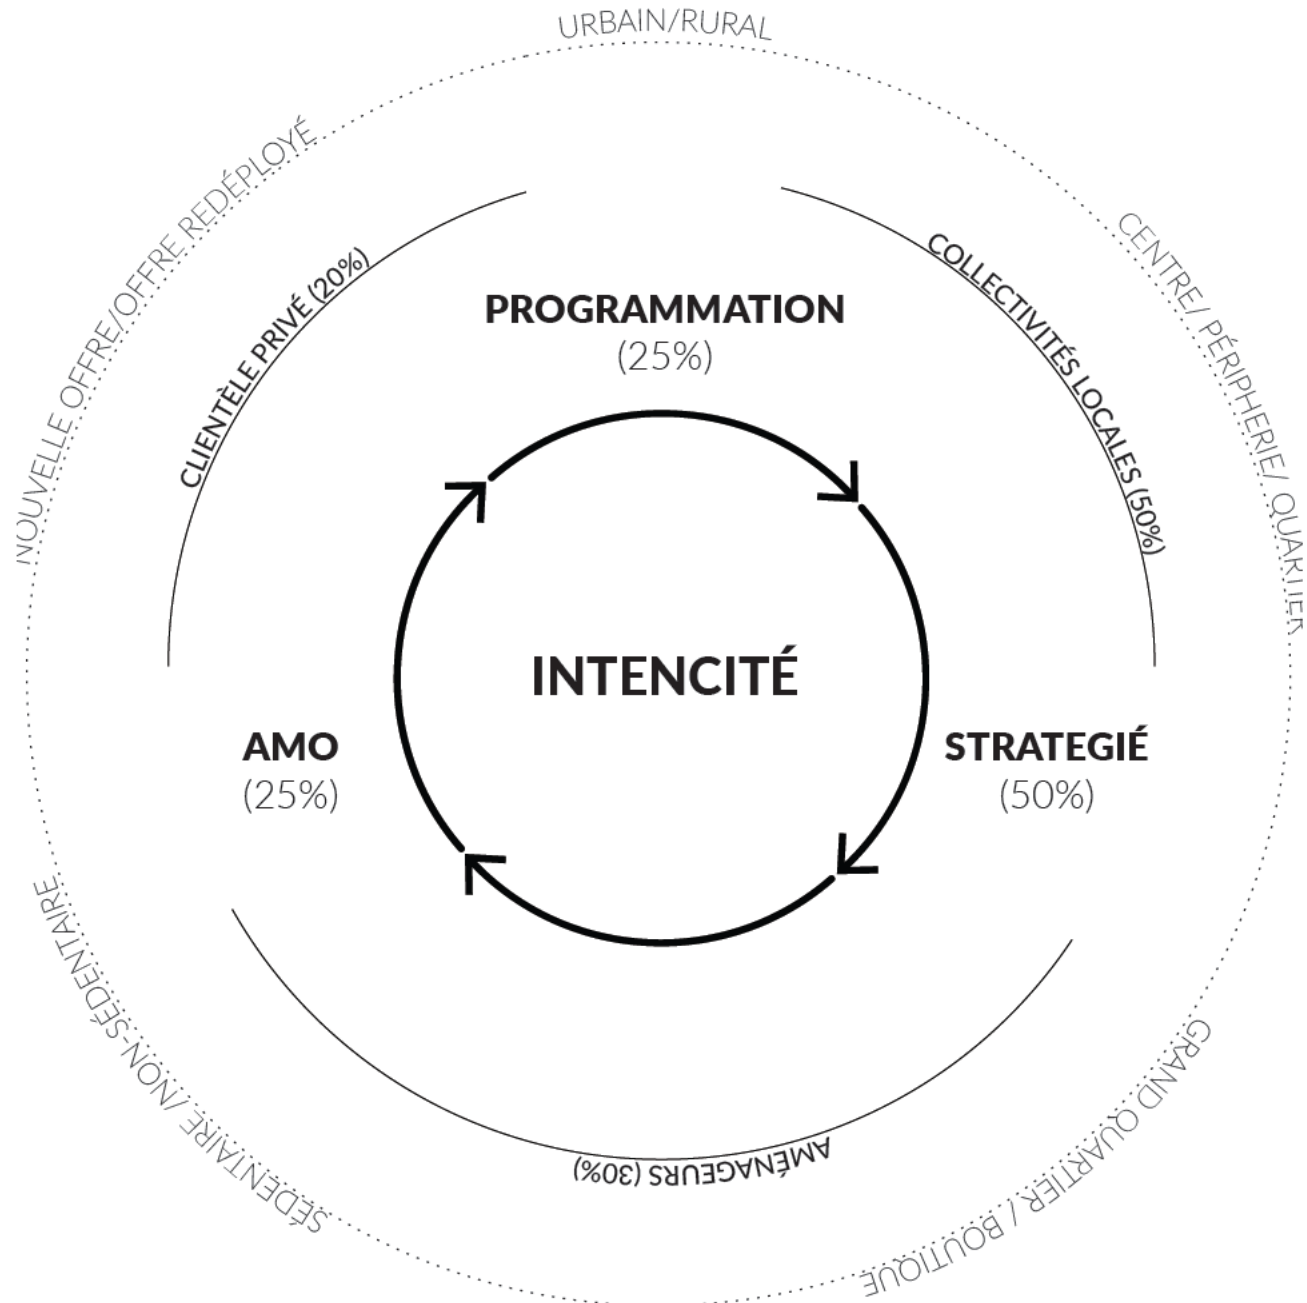 URBAIN/RURAL
NOUVELLE OFFRE/OFFRE REDÉPLOYÉ
CENTRE/ PÉRIPHERIE/ QUARTIER
CLIENTÈLE PRIVÉ (20%)
COLLECTIVITÉS LOCALES (50%)
PROGRAMMATION
(25%)
INTENCITÉ
AMO
(25%)
STRATEGIÉ
(50%)
AMÉNAGEURS (30%)
SÉDENTAIRE /NON-SÉDENTAIRE
GRAND QUARTIER / BOUTIQUE